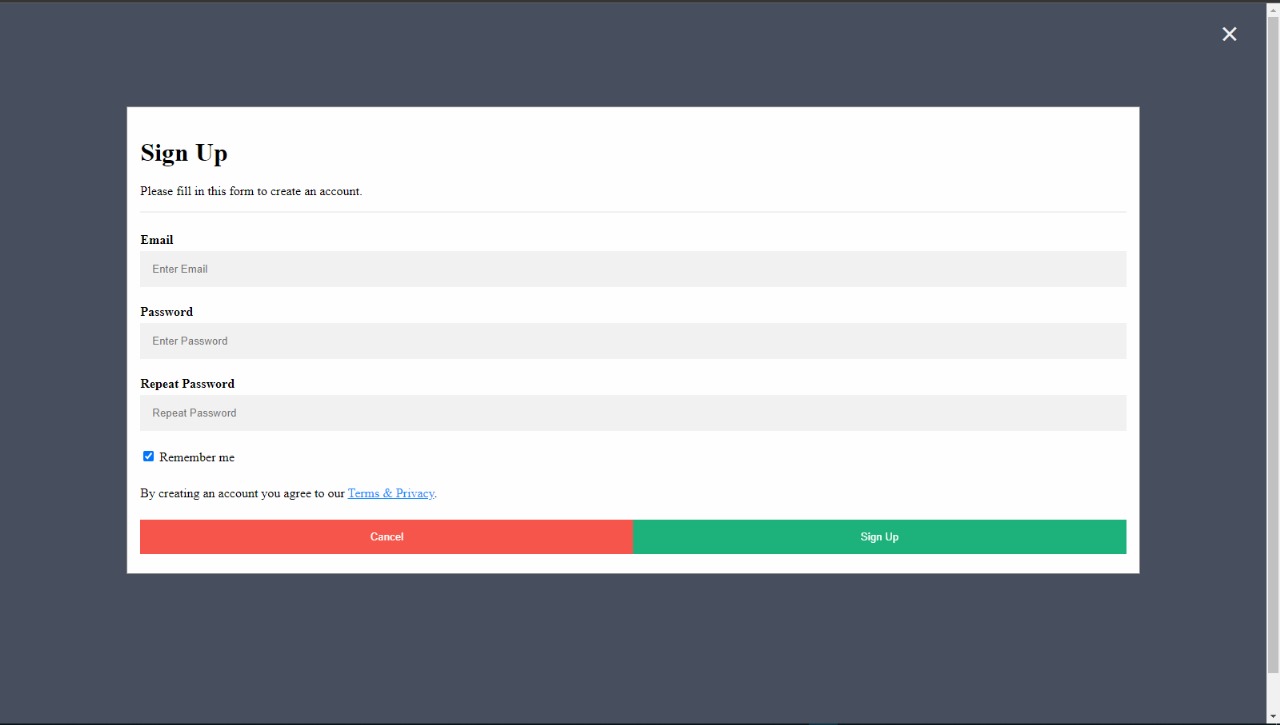 ×
Sign Up
Please fill in this form to create an account.
Email
Enter Email
Password
Enter Password
Repeat Password
Repeat Password
Remember me
By creating an account you agree to our Terms & Privacy.
Cancel
Sign Up